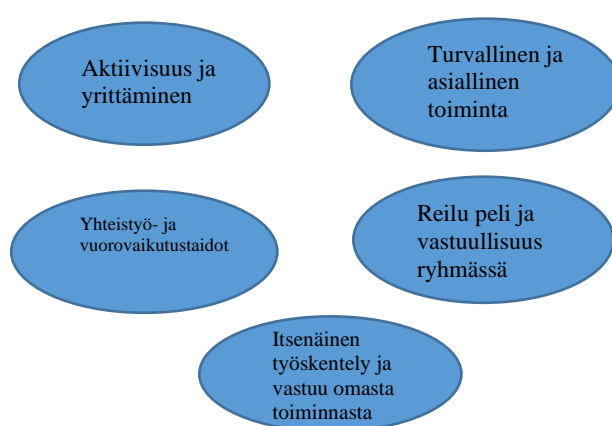 Aktiivisuus ja
yrittäminen
Turvallinen ja
asiallinen
toiminta
Yhteistyö- ja
vuorovaikutustaidot
Reilu peli ja
vastuullisuus
ryhmässä
Itsenäinen
työskentely ja
vastuu omasta
toiminnasta